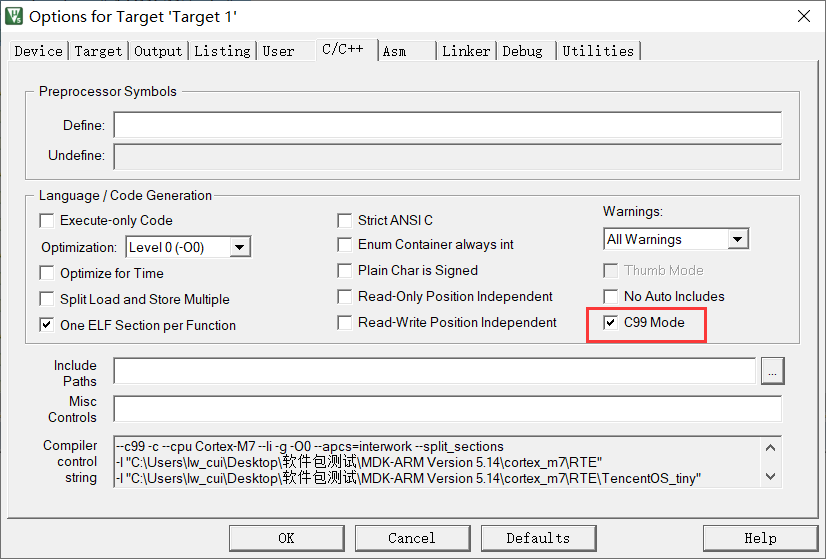 Options for Target 'Target 1'
Device Target Output Listing User C/C++ Asm Linker Debug Utilities
Preprocessor Symbols
Define:
Undefine:
Language / Code Generation
Execute-only Code
Optimization: Level 0 (-O0)
Optimize for Time
Split Load and Store Multiple
One ELF Section per Function
Strict ANSI C
Enum Container always int
Plain Char is Signed
Read-Only Position Independent
Read-Write Position Independent
Warnings:
All Warnings
Thumb Mode
No Auto Includes
C99 Mode
Include
Paths
...
Misc
Controls
Compiler
control
string
--c99 -c --cpu Cortex-M7 --li -g -O0 --apcs=interwork --split_sections
-I "C:\Users\lw_cui\Desktop\软件包测试\MDK-ARM Version 5.14\cortex_m7\RTE"
-I "C:\Users\lw_cui\Desktop\软件包测试\MDK-ARM Version 5.14\cortex_m7\RTE\TencentOS_tiny"
OK Cancel Defaults Help